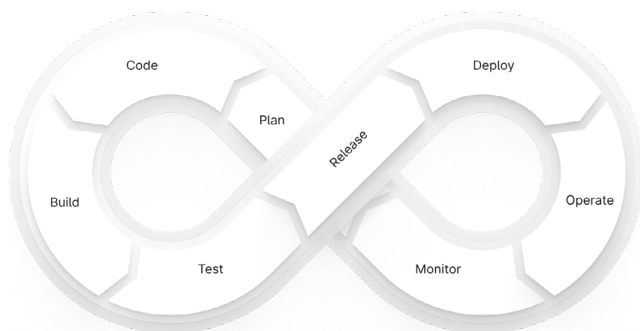 Code
Deploy
Plan
Release
Build
Operate
Test
Monitor